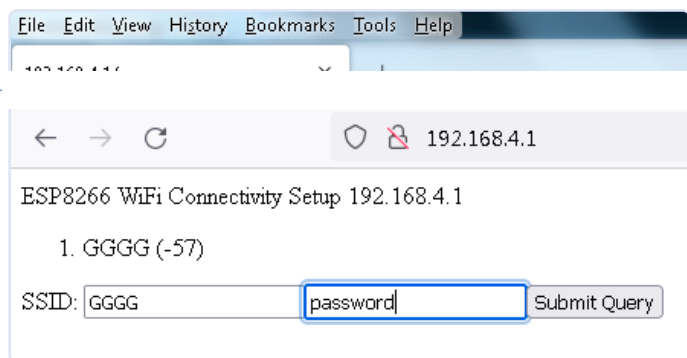 File Edit View History Bookmarks Tools Help
192.168.4.1
ESP8266 WiFi Connectivity Setup 192.168.4.1
1. GGGG (-57)
SSID: GGGG password Submit Query